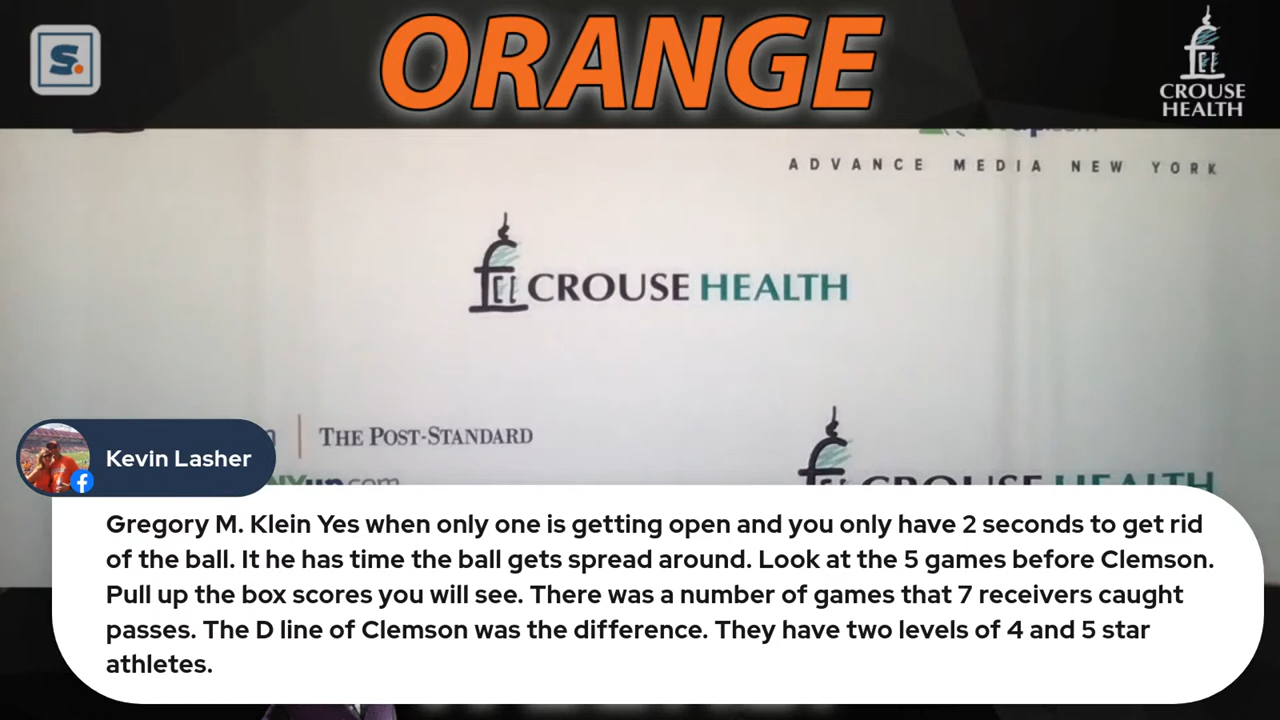 ORANGE
S.
CROUSE
HEALTH
ADVANCE MEDIA NEW YORK
CROUSE HEALTH
THE POST-STANDARD
Kevin Lasher
NYup.com
CROUSE HEALTH
Gregory M. Klein Yes when only one is getting open and you only have 2 seconds to get rid
of the ball. It he has time the ball gets spread around. Look at the 5 games before Clemson.
Pull up the box scores you will see. There was a number of games that 7 receivers caught
passes. The D line of Clemson was the difference. They have two levels of 4 and 5 star
athletes.